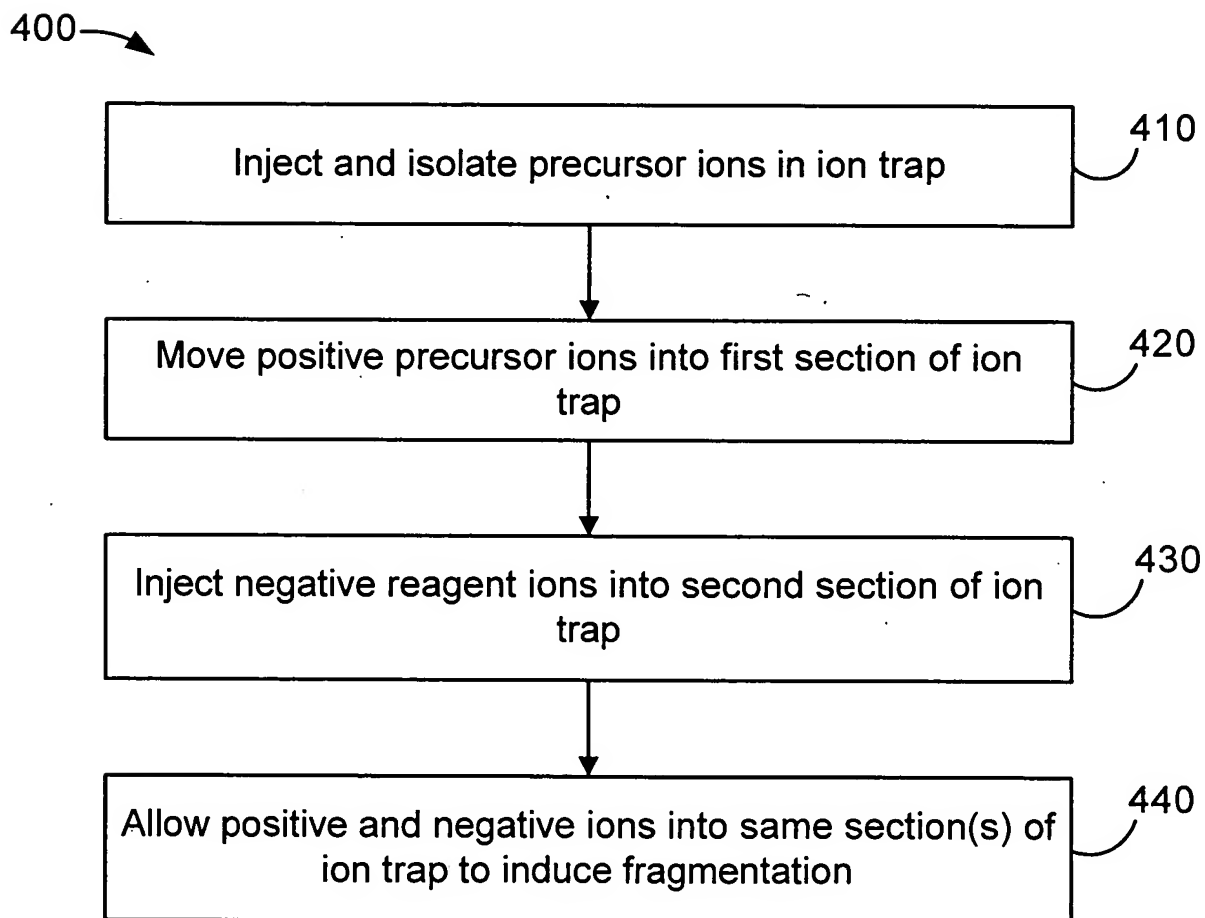 400
410
Inject and isolate precursor ions in ion trap
420
Move positive precursor ions into first section of ion
trap
430
Inject negative reagent ions into second section of ion
trap
440
Allow positive and negative ions into same section(s) of
ion trap to induce fragmentation